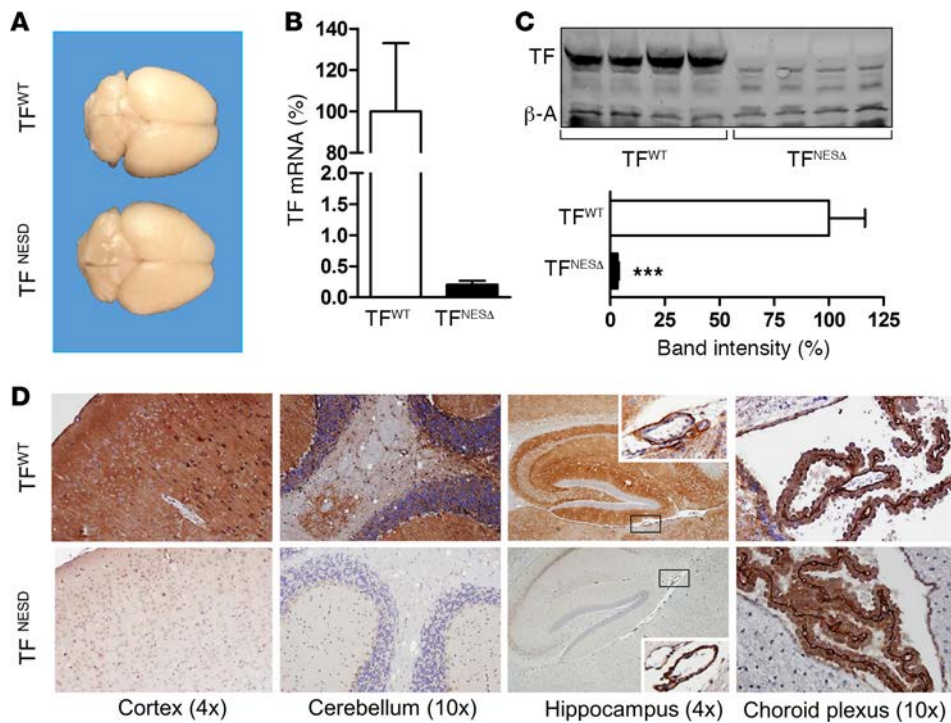 A
TF^WT
TF^NESD
B
TF mRNA (%)
140
120
100
80
2.0
1.5
1.0
0.5
0.0
TF^WT TF^NESΔ
C
TF
β-A
TF^WT TF^NESΔ
TF^WT
TF^NESΔ
***
0 25 50 75 100 125
Band intensity (%)
D
TF^WT
TF^NESD
Cortex (4x) Cerebellum (10x) Hippocampus (4x) Choroid plexus (10x)